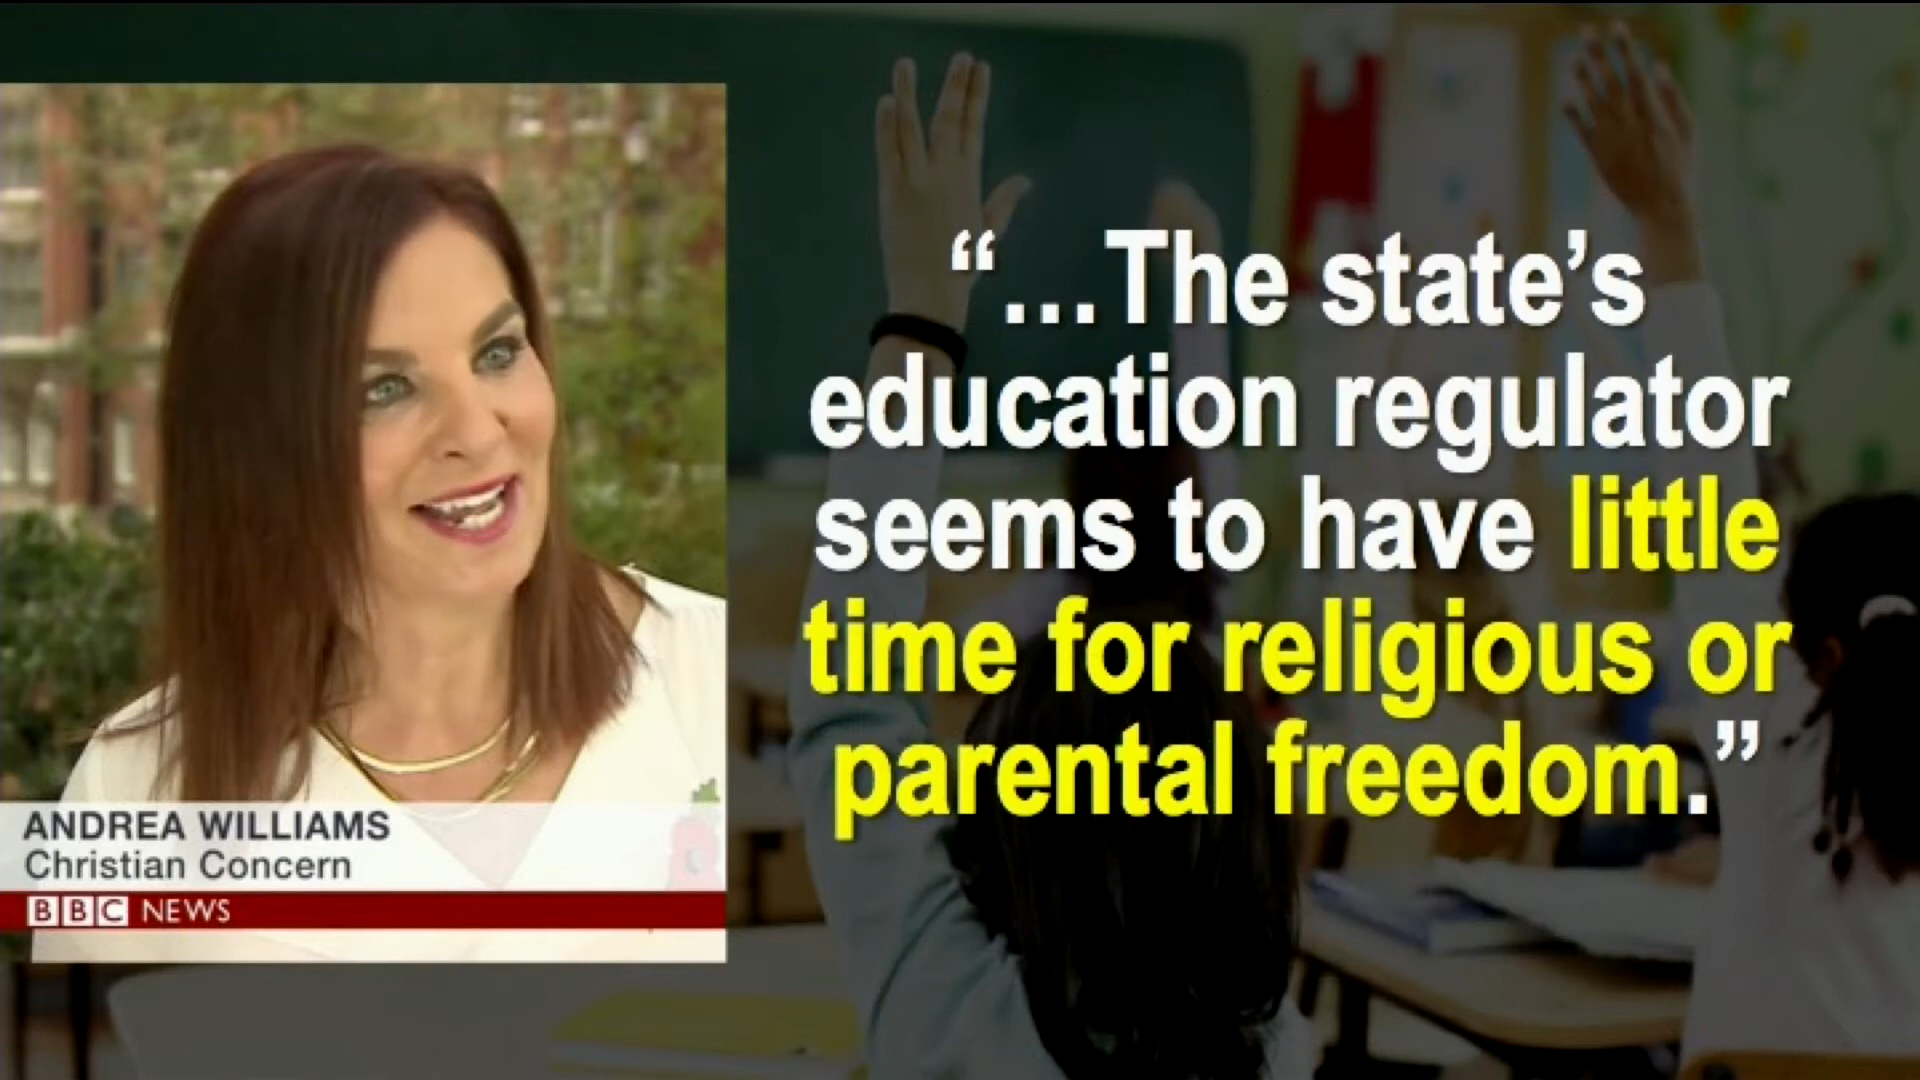 “…The state’s
education regulator
seems to have little
time for religious or
parental freedom.”
ANDREA WILLIAMS
Christian Concern
BBC NEWS